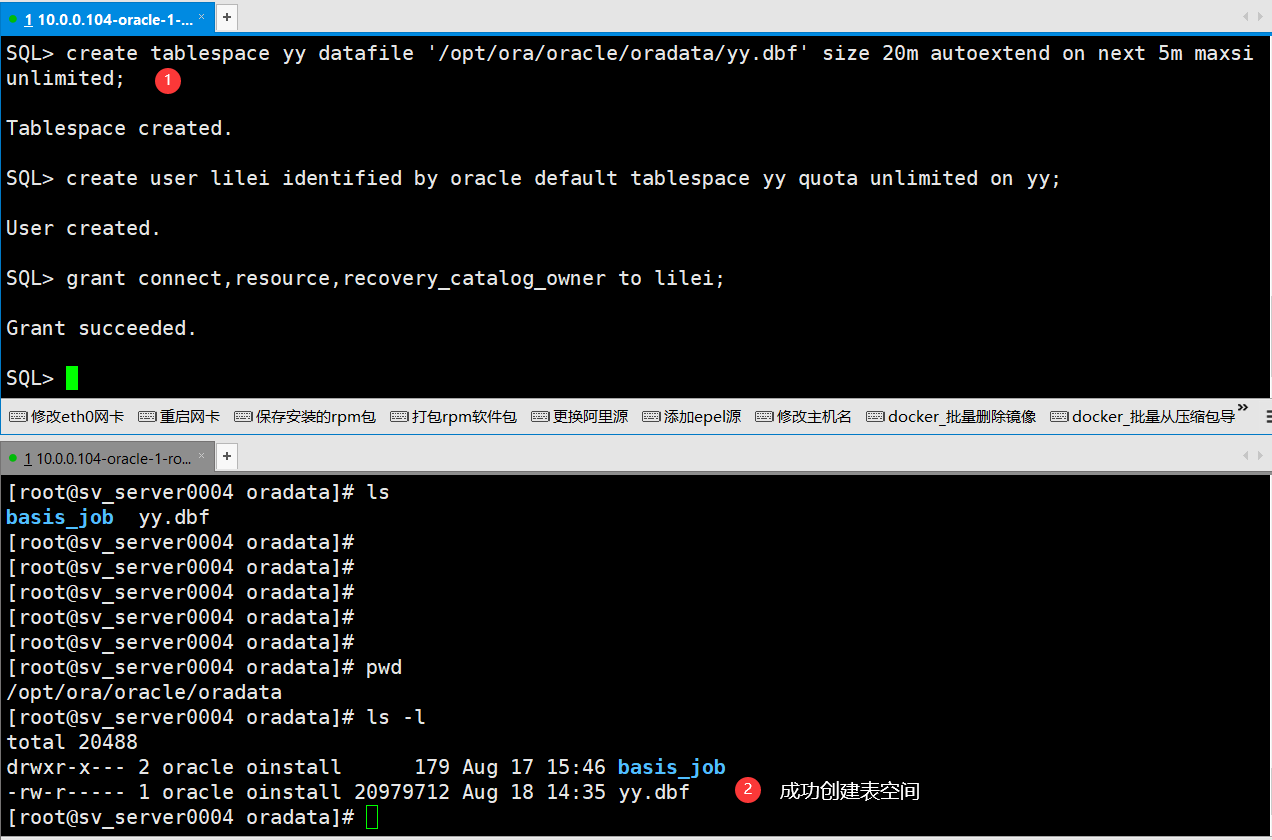 1 10.0.0.104-oracle-1-... × +
SQL> create tablespace yy datafile '/opt/ora/oracle/oradata/yy.dbf' size 20m autoextend on next 5m maxsi
unlimited; 1
Tablespace created.
SQL> create user lilei identified by oracle default tablespace yy quota unlimited on yy;
User created.
SQL> grant connect,resource,recovery_catalog_owner to lilei;
Grant succeeded.
SQL>
修改eth0网卡 重启网卡 保存安装的rpm包 打包rpm软件包 更换阿里源 添加epel源 修改主机名 docker_批量删除镜像 docker_批量从压缩包导 »
1 10.0.0.104-oracle-1-ro... × +
[root@sv_server0004 oradata]# ls
basis_job  yy.dbf
[root@sv_server0004 oradata]#
[root@sv_server0004 oradata]#
[root@sv_server0004 oradata]#
[root@sv_server0004 oradata]#
[root@sv_server0004 oradata]#
[root@sv_server0004 oradata]# pwd
/opt/ora/oracle/oradata
[root@sv_server0004 oradata]# ls -l
total 20488
drwxr-x--- 2 oracle oinstall      179 Aug 17 15:46 basis_job
-rw-r----- 1 oracle oinstall 20979712 Aug 18 14:35 yy.dbf 2 成功创建表空间
[root@sv_server0004 oradata]#